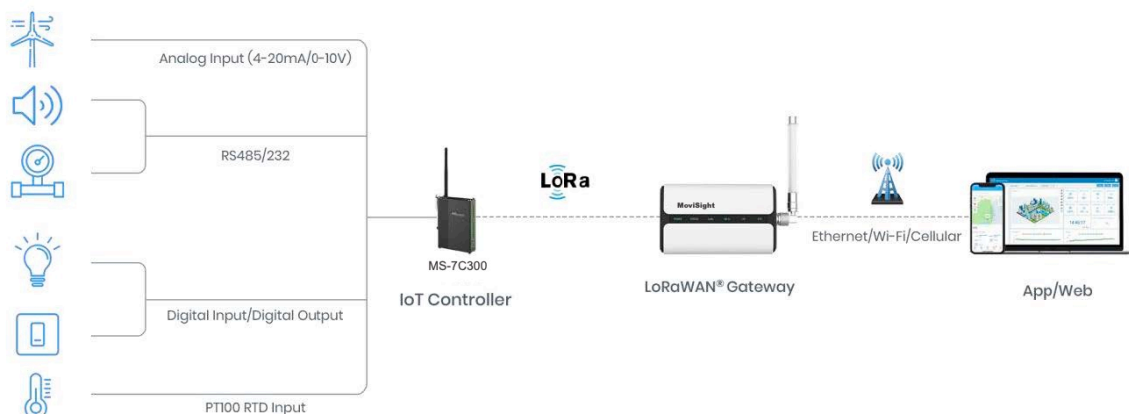 Analog Input (4-20mA/0-10V)
RS485/232
Digital Input/Digital Output
PT100 RTD Input
MS-7C300
IoT Controller
LoRa
MoviSight
LoRaWAN® Gateway
Ethernet/Wi-Fi/Cellular
App/Web